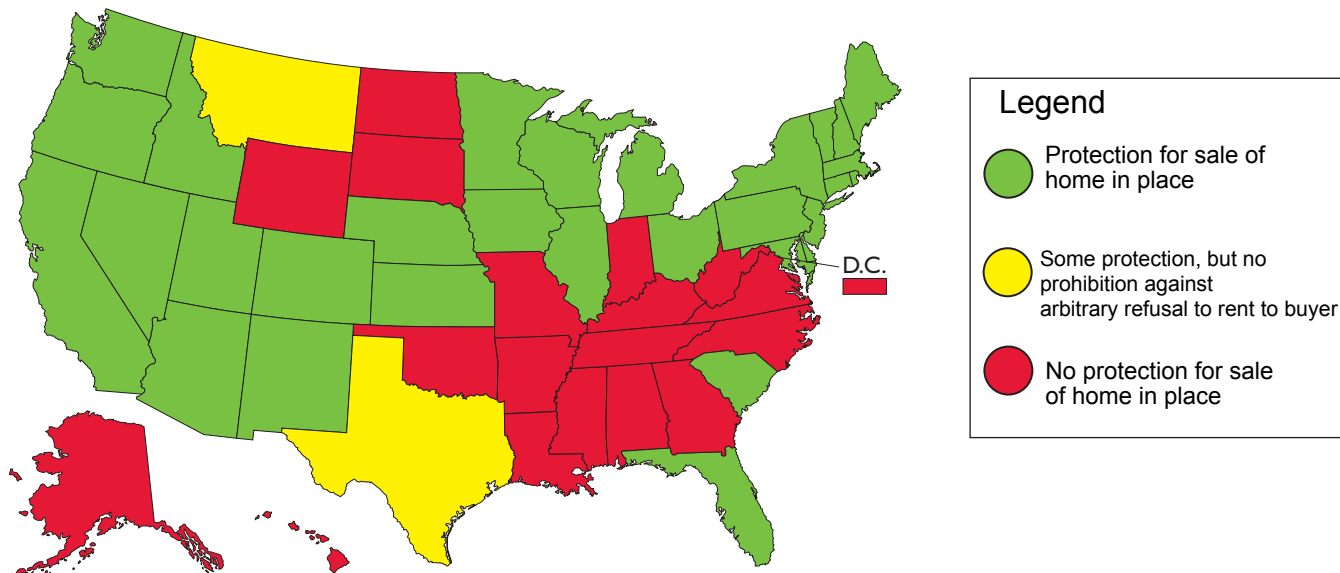 D.C.
Legend
Protection for sale of
home in place
Some protection, but no
prohibition against
arbitrary refusal to rent to buyer
No protection for sale
of home in place